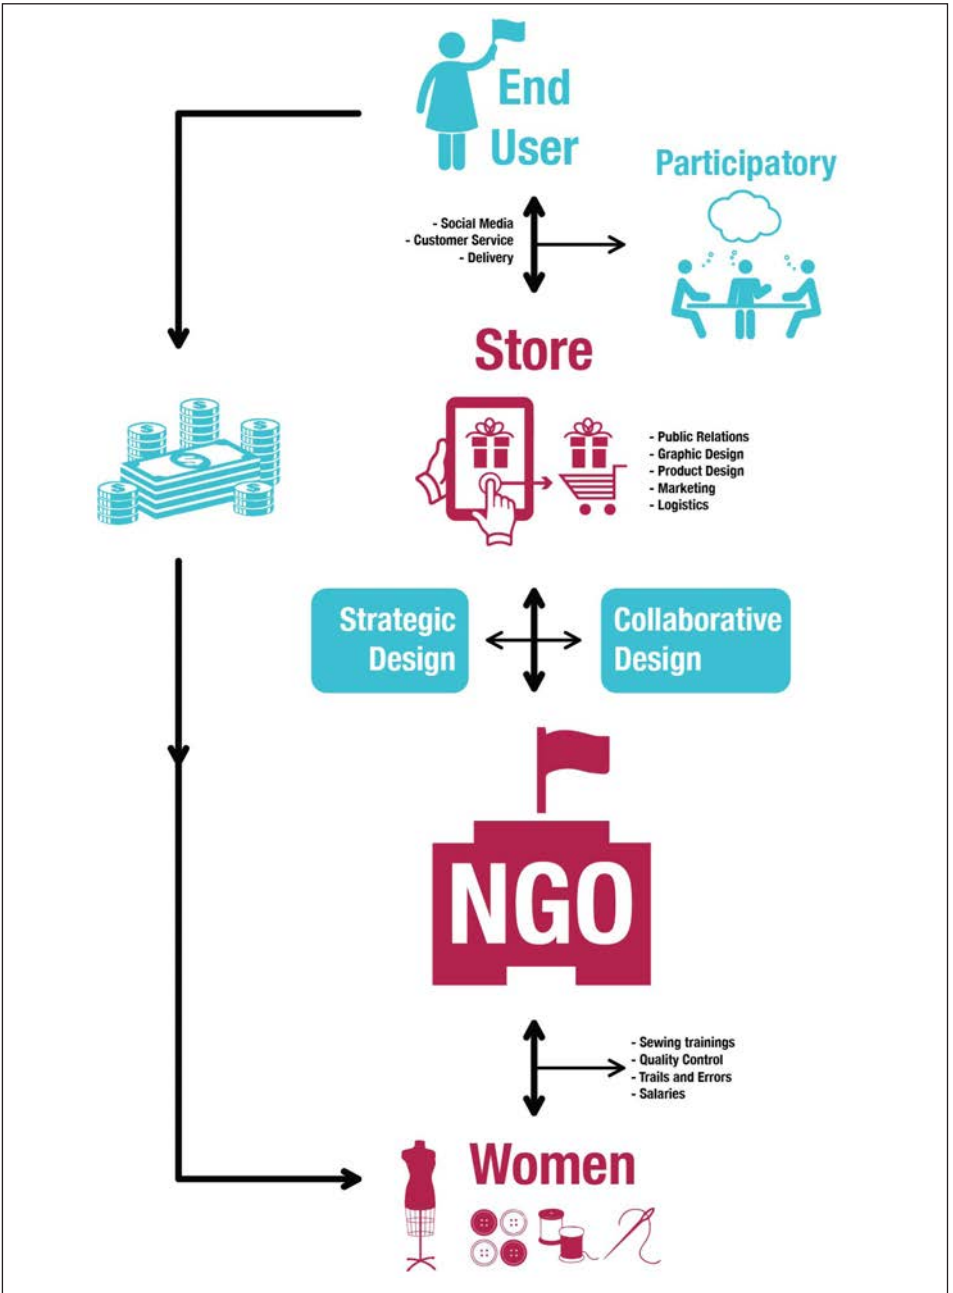 End
User
Participatory
- Social Media
- Customer Service
- Delivery
Store
- Public Relations
- Graphic Design
- Product Design
- Marketing
- Logistics
Strategic
Design
Collaborative
Design
NGO
- Sewing trainings
- Quality Control
- Trails and Errors
- Salaries
Women